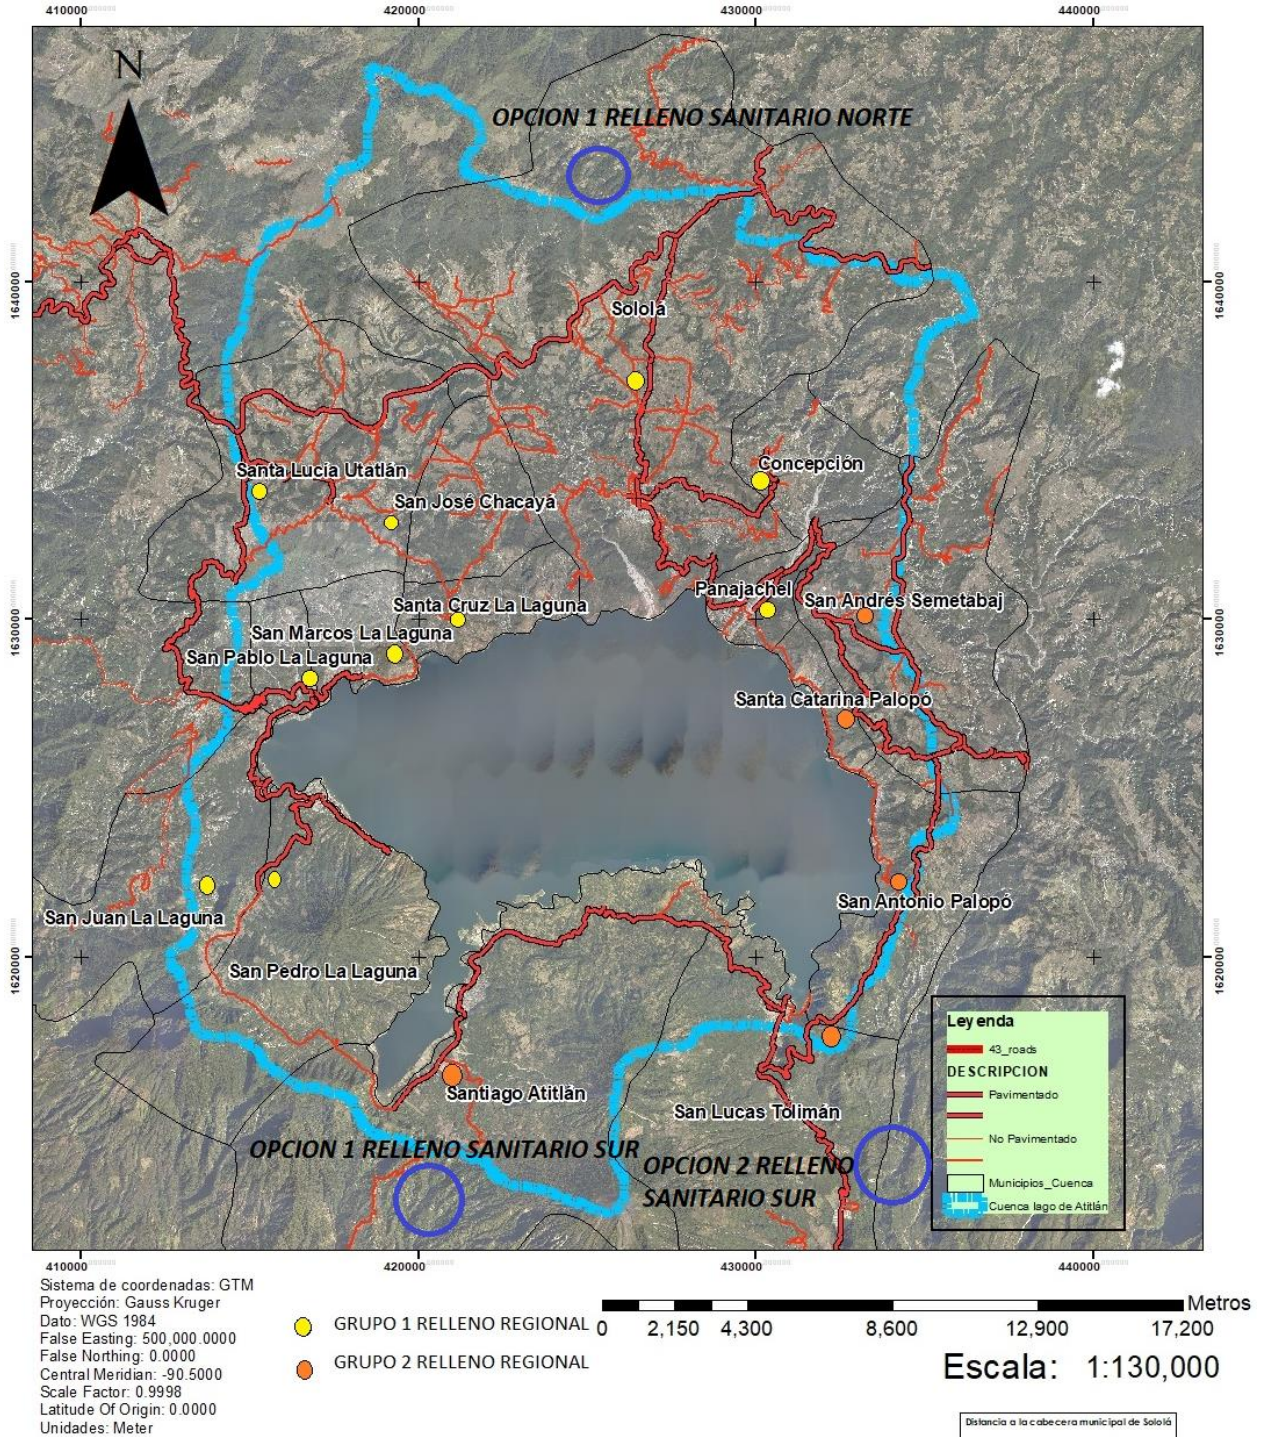 410000
420000
430000
440000
N
OPCION 1 RELLENO SANITARIO NORTE
1640000
1640000
Sololá
Santa Lucía Utatlán
Concepción
San José Chacayá
Panajachel
San Andrés Semetabaj
Santa Cruz La Laguna
1630000
1630000
San Marcos La Laguna
San Pablo La Laguna
Santa Catarina Palopó
San Antonio Palopó
San Juan La Laguna
1620000
1620000
San Pedro La Laguna
Santiago Atitlán
San Lucas Tolimán
OPCION 1 RELLENO SANITARIO SUR
OPCION 2 RELLENO
SANITARIO SUR
Leyenda
43_roads
DESCRIPCION
Pavimentado
No Pavimentado
Municipios_Cuenca
Cuenca lago de Atitlán
410000
420000
430000
440000
Sistema de coordenadas: GTM
Proyección: Gauss Kruger
Dato: WGS 1984
False Easting: 500,000.0000
False Northing: 0.0000
Central Meridian: -90.5000
Scale Factor: 0.9998
Latitude Of Origin: 0.0000
Unidades: Meter
GRUPO 1 RELLENO REGIONAL
GRUPO 2 RELLENO REGIONAL
Metros
0 2,150 4,300 8,600 12,900 17,200
Escala: 1:130,000
Distancia a la cabecera municipal de Sololá